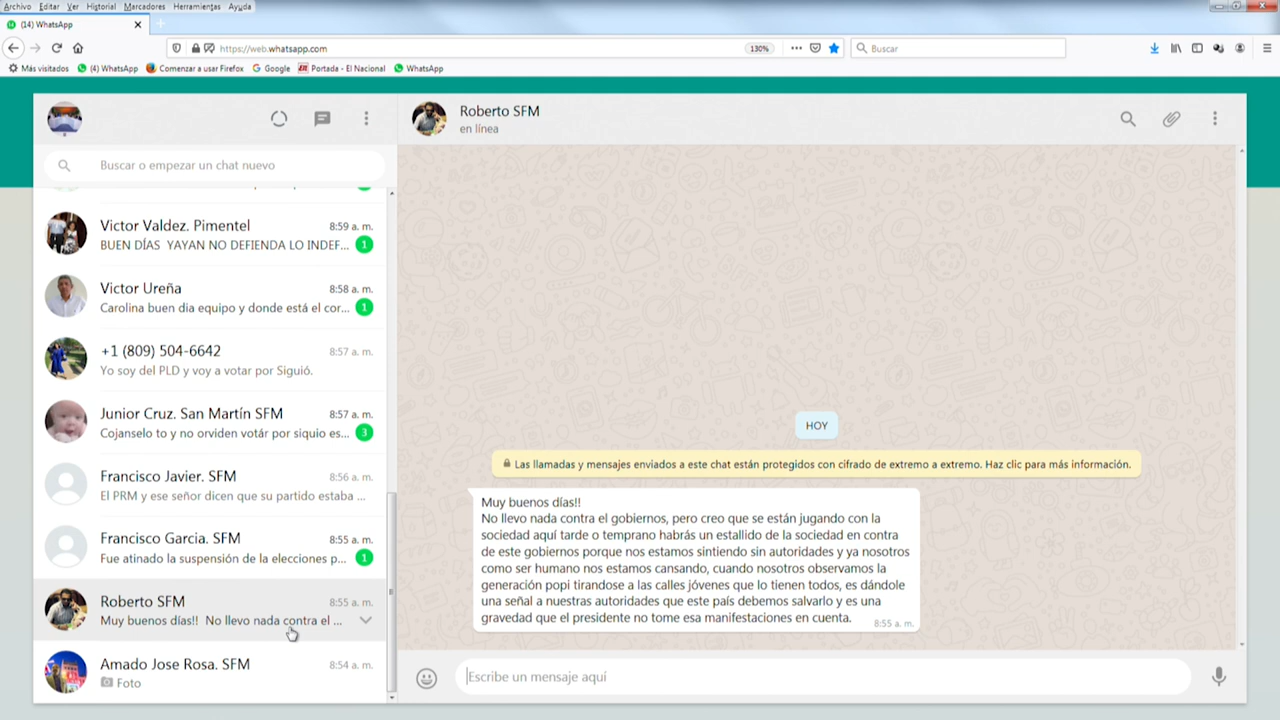 Archivo Editar Ver Historial Marcadores Herramientas Ayuda
(14) WhatsApp
https://web.whatsapp.com
130%
Buscar
Más visitados (4) WhatsApp Comenzar a usar Firefox Google Portada - El Nacional WhatsApp
Roberto SFM
en línea
Buscar o empezar un chat nuevo
Victor Valdez. Pimentel 8:59 a. m.
BUEN DÍAS YAYAN NO DEFIENDA LO INDEF... 1
Victor Ureña 8:58 a. m.
Carolina buen dia equipo y donde está el cor... 1
+1 (809) 504-6642 8:57 a. m.
Yo soy del PLD y voy a votar por Siguió.
Junior Cruz. San Martín SFM 8:57 a. m.
Cojanselo to y no orviden votár por siquio es... 3
Francisco Javier. SFM 8:56 a. m.
El PRM y ese señor dicen que su partido estaba ...
Francisco Garcia. SFM 8:55 a. m.
Fue atinado la suspensión de la elecciones p... 1
Roberto SFM 8:55 a. m.
Muy buenos días!! No llevo nada contra el ...
Amado Jose Rosa. SFM 8:54 a. m.
Foto
HOY
Las llamadas y mensajes enviados a este chat están protegidos con cifrado de extremo a extremo. Haz clic para más información.
Muy buenos días!!
No llevo nada contra el gobiernos, pero creo que se están jugando con la
sociedad aquí tarde o temprano habrás un estallido de la sociedad en contra
de este gobiernos porque nos estamos sintiendo sin autoridades y ya nosotros
como ser humano nos estamos cansando, cuando nosotros observamos la
generación popi tirandose a las calles jóvenes que lo tienen todos, es dándole
una señal a nuestras autoridades que este país debemos salvarlo y es una
gravedad que el presidente no tome esa manifestaciones en cuenta.
8:55 a. m.
Escribe un mensaje aquí